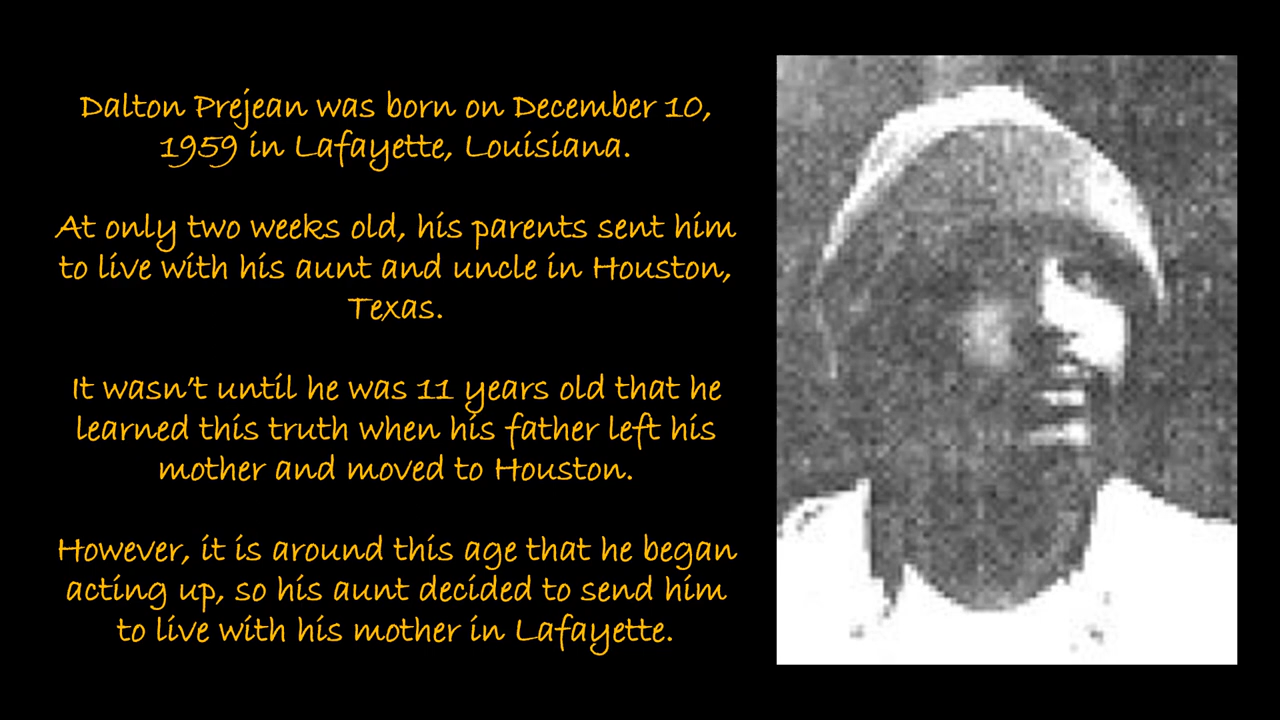 Dalton Prejean was born on December 10,
1959 in Lafayette, Louisiana.
At only two weeks old, his parents sent him
to live with his aunt and uncle in Houston,
Texas.
It wasn't until he was 11 years old that he
learned this truth when his father left his
mother and moved to Houston.
However, it is around this age that he began
acting up, so his aunt decided to send him
to live with his mother in Lafayette.